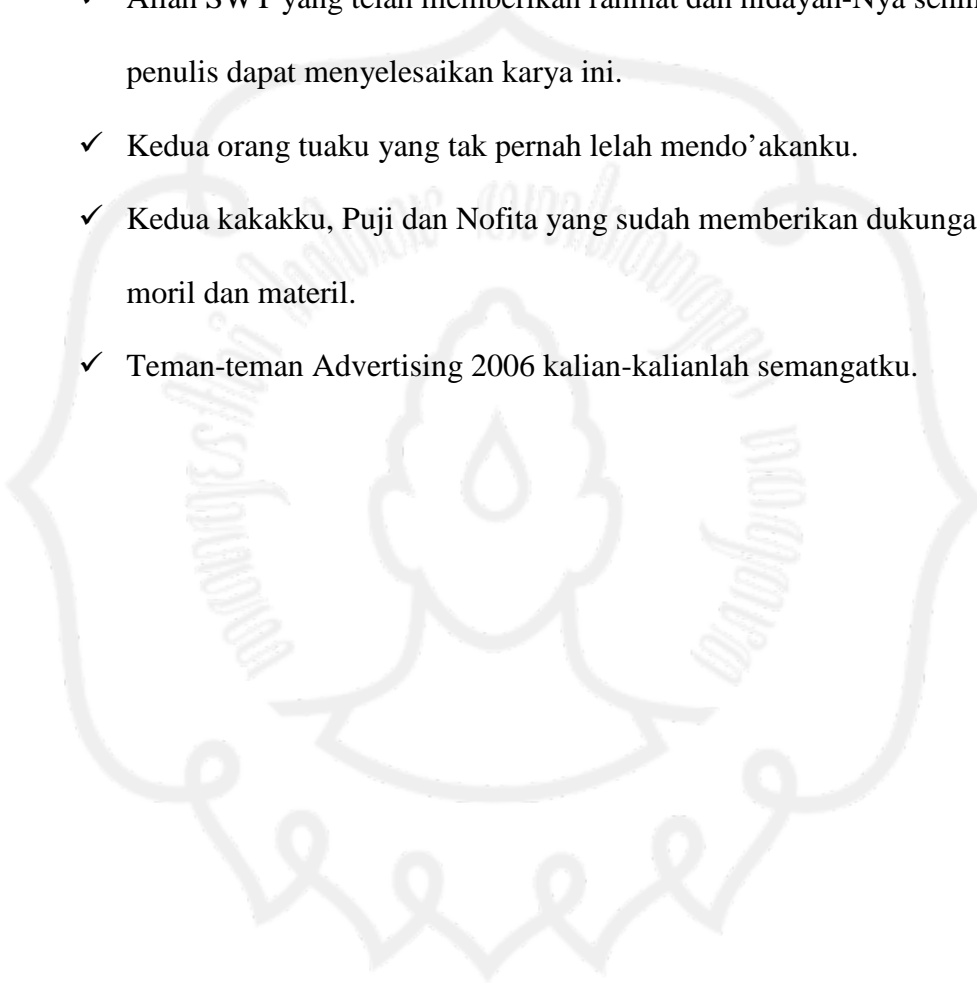 ✓ Allah SWT yang telah memberikan rahmat dan hidayah-Nya
penulis dapat menyelesaikan karya ini.
✓ Kedua orang tuaku yang tak pernah lelah mendo’akanku.
✓ Kedua kakakku, Puji dan Nofita yang sudah memberikan dukunga
moril dan materil.
✓ Teman-teman Advertising 2006 kalian-kalianlah semangatku.